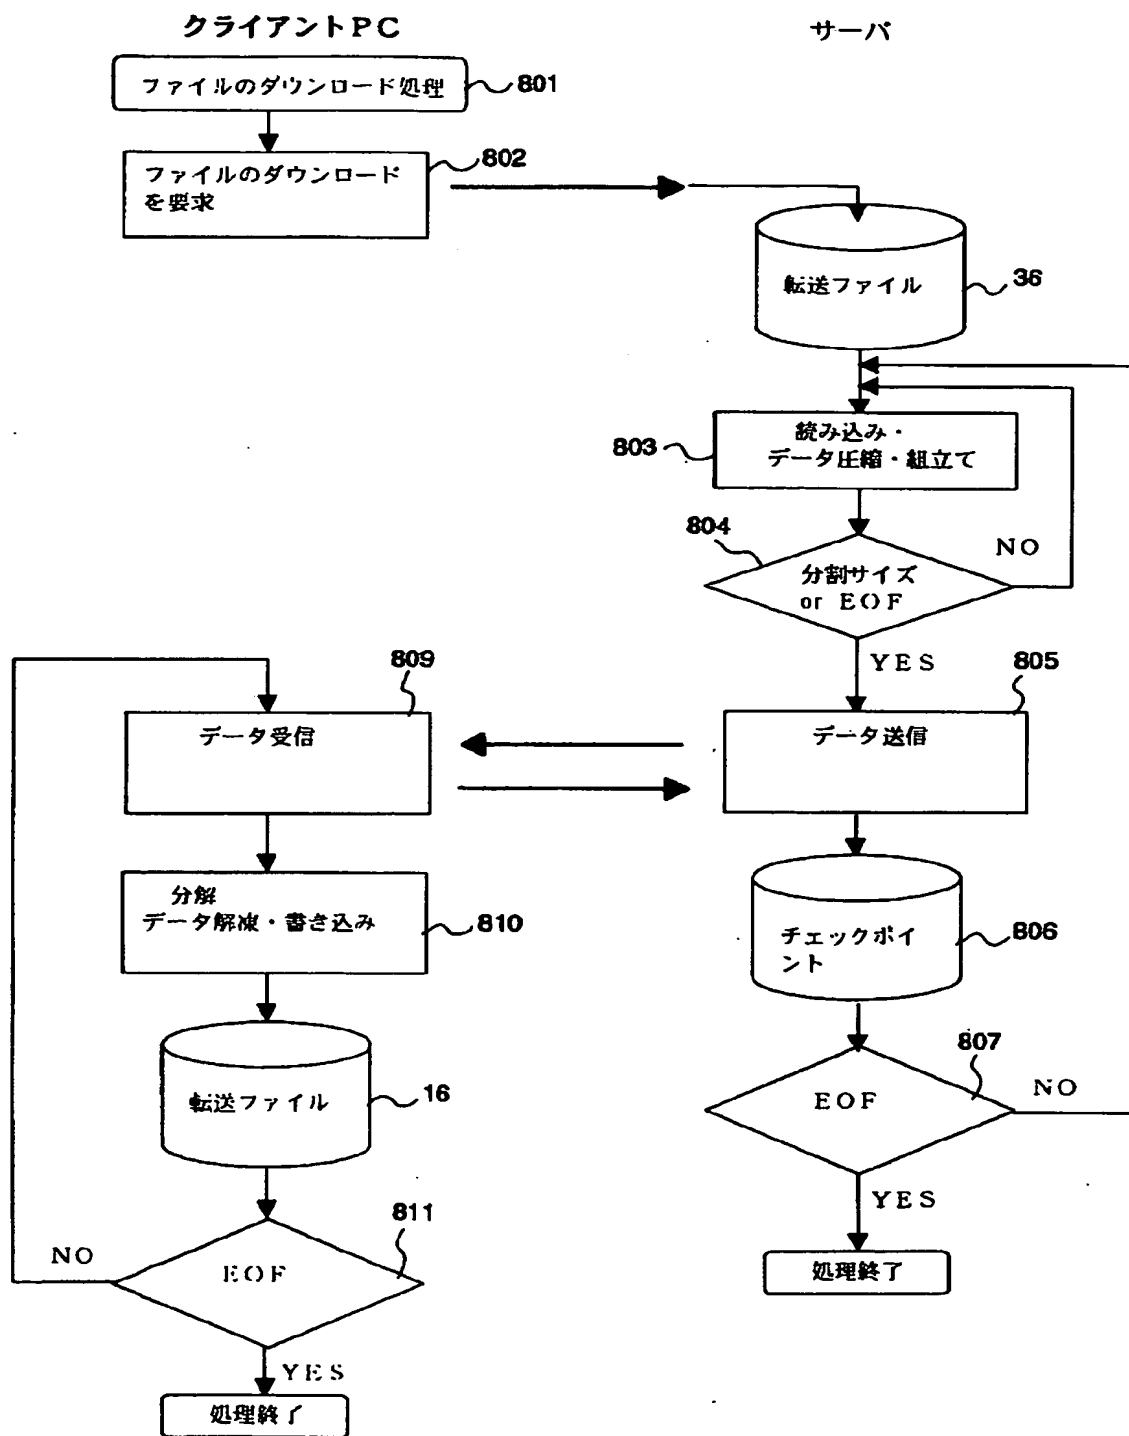 クライアントPC
サーバ
ファイルのダウンロード処理
801
802
ファイルのダウンロード
を要求
転送ファイル
36
803
読み込み・
データ圧縮・組立て
804
分割サイズ
or EOF
NO
YES
809
データ受信
805
データ送信
分解
データ解凍・書き込み
810
チェックポイ
ント
806
転送ファイル
16
807
EOF
NO
YES
処理終了
811
EOF
NO
YES
処理終了